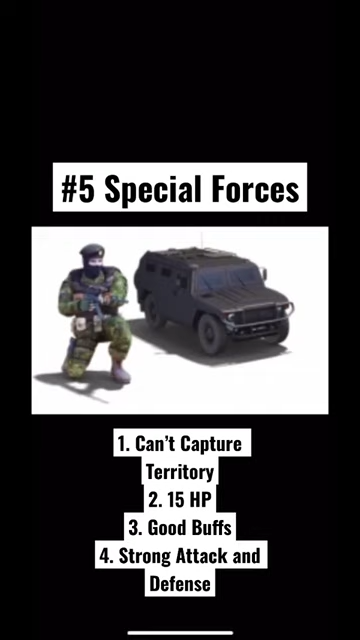 #5 Special Forces
1. Can't Capture
Territory
2. 15 HP
3. Good Buffs
4. Strong Attack and
Defense